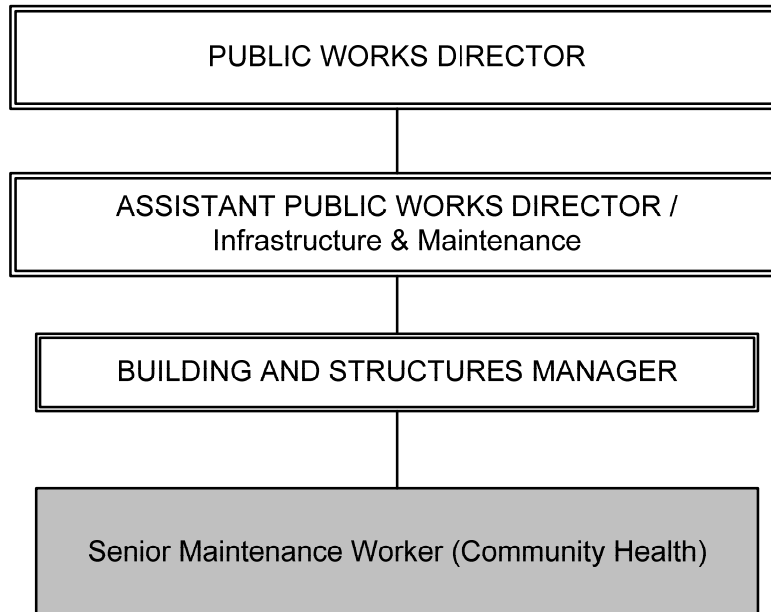 PUBLIC WORKS DIRECTOR
ASSISTANT PUBLIC WORKS DIRECTOR /
Infrastructure & Maintenance
BUILDING AND STRUCTURES MANAGER
Senior Maintenance Worker (Community Health)